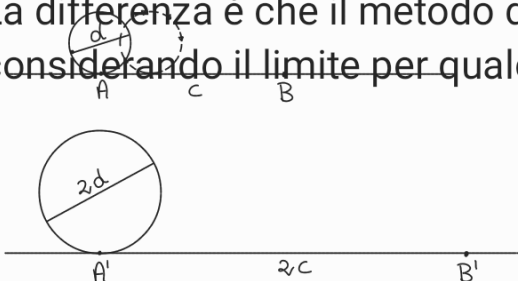 La differenza è che il metodo d
considerando il limite per qual
d
A C B
2d
A' 2C B'